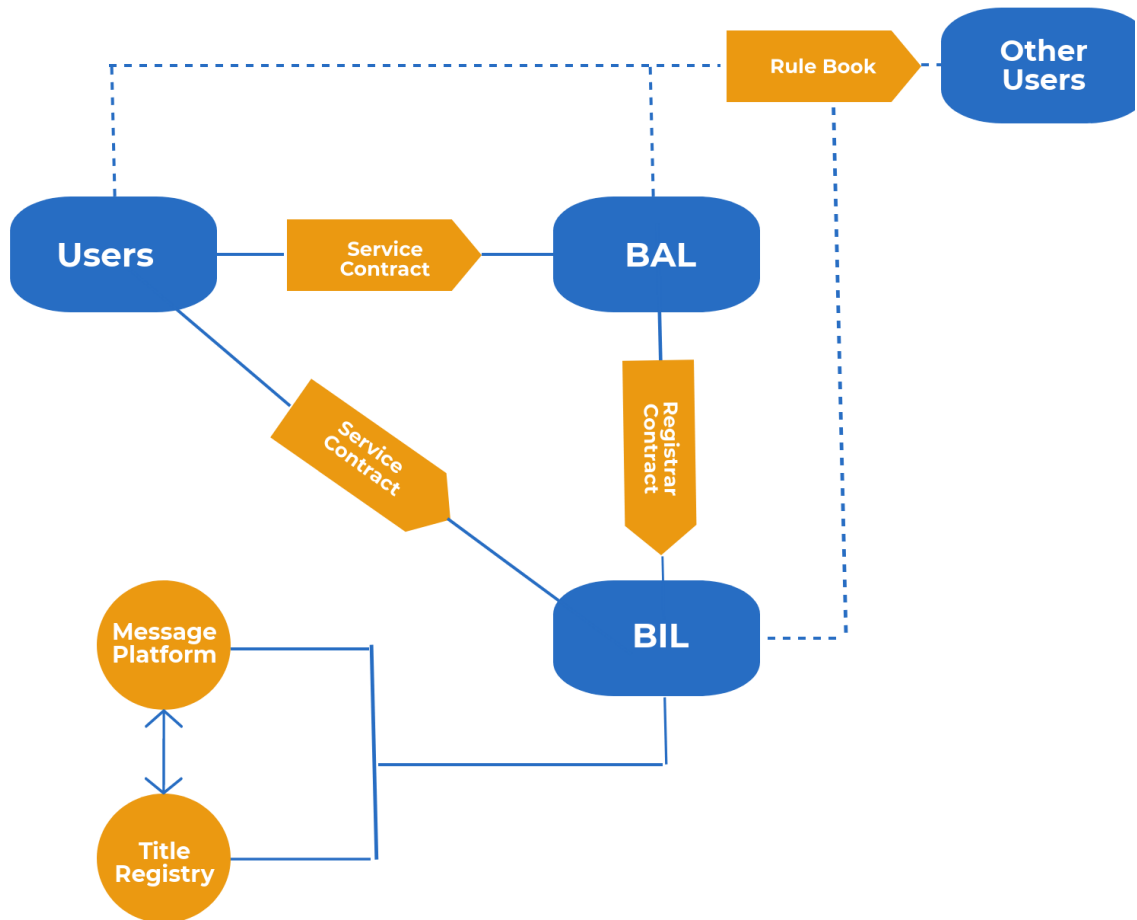 Rule Book
Other
Users
Users
Service
Contract
BAL
Service
Contract
Registrar
Contract
Message
Platform
BIL
Title
Registry